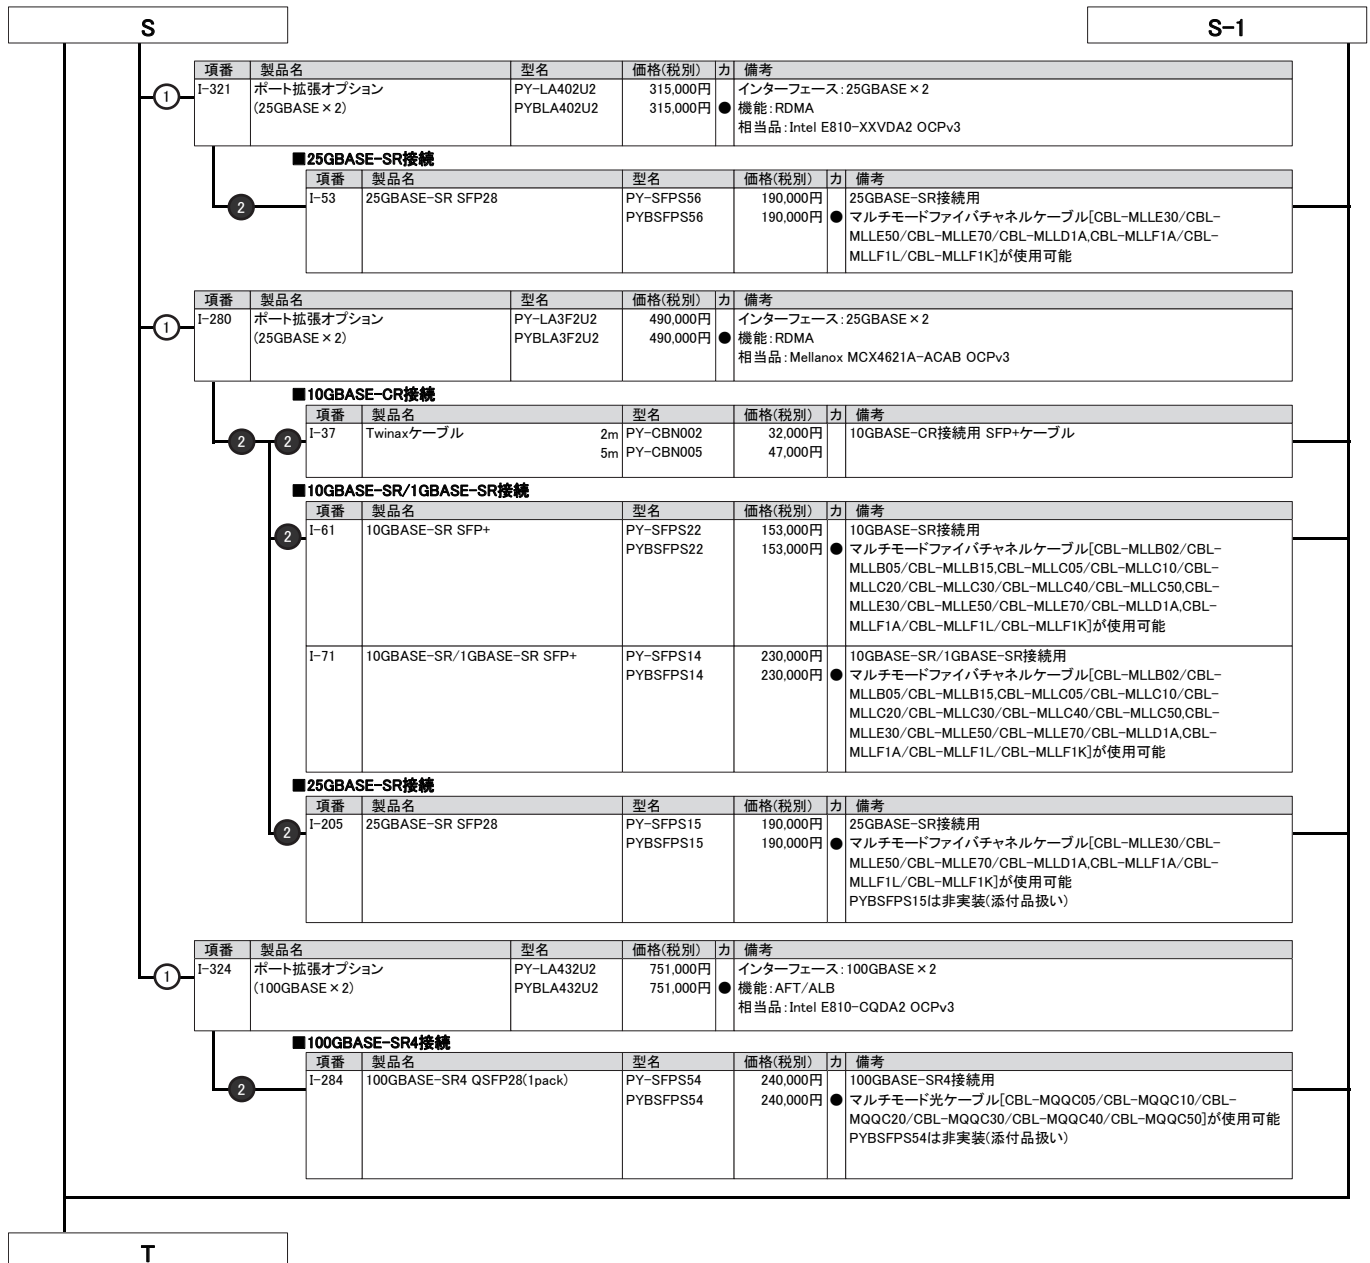 S
S-1
項番 製品名 型名 価格(税別) カ 備考
① I-321 ポート拡張オプション PY-LA402U2 315,000円 インターフェース:25GBASE×2
(25GBASE×2) PYBLA402U2 315,000円 ● 機能:RDMA
相当品:Intel E810-XXVDA2 OCPv3
■25GBASE-SR接続
項番 製品名 型名 価格(税別) カ 備考
2 I-53 25GBASE-SR SFP28 PY-SFPS56 190,000円 25GBASE-SR接続用
PYBSFPS56 190,000円 ● マルチモードファイバチャネルケーブル[CBL-MLLE30/CBL-
MLLE50/CBL-MLLE70/CBL-MLLD1A,CBL-MLLF1A/CBL-
MLLF1L/CBL-MLLF1K]が使用可能
項番 製品名 型名 価格(税別) カ 備考
① I-280 ポート拡張オプション PY-LA3F2U2 490,000円 インターフェース:25GBASE×2
(25GBASE×2) PYBLA3F2U2 490,000円 ● 機能:RDMA
相当品:Mellanox MCX4621A-ACAB OCPv3
■10GBASE-CR接続
項番 製品名 型名 価格(税別) カ 備考
2 2 I-37 Twinaxケーブル 2m PY-CBN002 32,000円 10GBASE-CR接続用 SFP+ケーブル
5m PY-CBN005 47,000円
■10GBASE-SR/1GBASE-SR接続
項番 製品名 型名 価格(税別) カ 備考
2 I-61 10GBASE-SR SFP+ PY-SFPS22 153,000円 10GBASE-SR接続用
PYBSFPS22 153,000円 ● マルチモードファイバチャネルケーブル[CBL-MLLB02/CBL-
MLLB05/CBL-MLLB15,CBL-MLLC05/CBL-MLLC10/CBL-
MLLC20/CBL-MLLC30/CBL-MLLC40/CBL-MLLC50,CBL-
MLLE30/CBL-MLLE50/CBL-MLLE70/CBL-MLLD1A,CBL-
MLLF1A/CBL-MLLF1L/CBL-MLLF1K]が使用可能
I-71 10GBASE-SR/1GBASE-SR SFP+ PY-SFPS14 230,000円 10GBASE-SR/1GBASE-SR接続用
PYBSFPS14 230,000円 ● マルチモードファイバチャネルケーブル[CBL-MLLB02/CBL-
MLLB05/CBL-MLLB15,CBL-MLLC05/CBL-MLLC10/CBL-
MLLC20/CBL-MLLC30/CBL-MLLC40/CBL-MLLC50,CBL-
MLLE30/CBL-MLLE50/CBL-MLLE70/CBL-MLLD1A,CBL-
MLLF1A/CBL-MLLF1L/CBL-MLLF1K]が使用可能
■25GBASE-SR接続
項番 製品名 型名 価格(税別) カ 備考
2 I-205 25GBASE-SR SFP28 PY-SFPS15 190,000円 25GBASE-SR接続用
PYBSFPS15 190,000円 ● マルチモードファイバチャネルケーブル[CBL-MLLE30/CBL-
MLLE50/CBL-MLLE70/CBL-MLLD1A,CBL-MLLF1A/CBL-
MLLF1L/CBL-MLLF1K]が使用可能
PYBSFPS15は非実装(添付品扱い)
項番 製品名 型名 価格(税別) カ 備考
① I-324 ポート拡張オプション PY-LA432U2 751,000円 インターフェース:100GBASE×2
(100GBASE×2) PYBLA432U2 751,000円 ● 機能:AFT/ALB
相当品:Intel E810-CQDA2 OCPv3
■100GBASE-SR4接続
項番 製品名 型名 価格(税別) カ 備考
2 I-284 100GBASE-SR4 QSFP28(1pack) PY-SFPS54 240,000円 100GBASE-SR4接続用
PYBSFPS54 240,000円 ● マルチモード光ケーブル[CBL-MQQC05/CBL-MQQC10/CBL-
MQQC20/CBL-MQQC30/CBL-MQQC40/CBL-MQQC50]が使用可能
PYBSFPS54は非実装(添付品扱い)
T